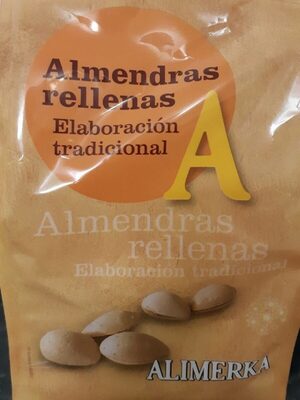 Almendras
rellenas
Elaboración
tradicional
A
Almendras
rellenas
Elaboración tradicional
ALIMERKA